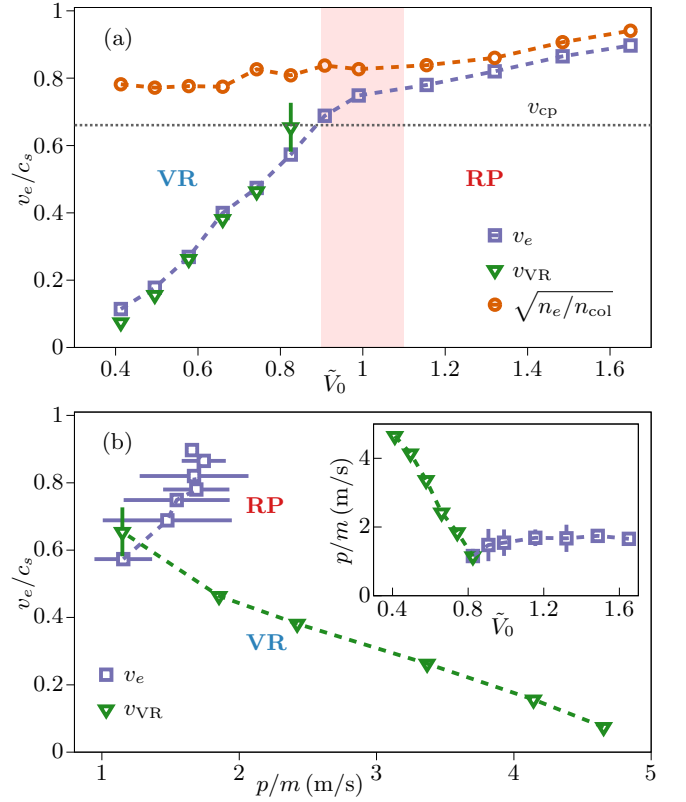 1
(a)
0.8
v_cp
0.6
v_e/c_s
VR
RP
0.4
v_e
v_VR
0.2
√n_e/n_col
0
0.4 0.6 0.8 1 1.2 1.4 1.6
Ṽ_0
1
(b)
0.8
RP
0.6
v_e/c_s
0.4
VR
0.2
v_e
v_VR
0
1 2 3 4 5
p/m (m/s)
4
2
0
p/m (m/s)
0.4 0.8 1.2 1.6
Ṽ_0